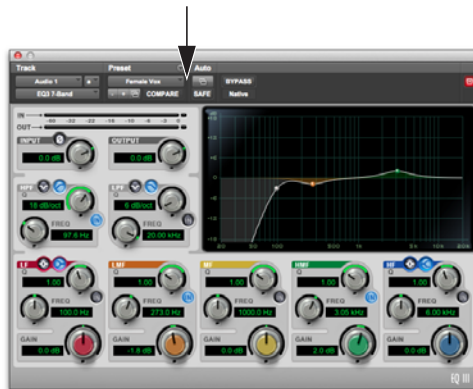 Track Preset Auto
Audio 1 a Female Vox BYPASS
EQ3 7-Band - + COMPARE SAFE Native
IN
OUT
INPUT OUTPUT
0.0 dB 0.0 dB
HPF LPF
Q Q
18 dB/oct 6 dB/oct
FREQ IN FREQ IN
97.6 Hz 20.00 kHz
LF LMF MF HMF HF
Q Q Q Q Q
1.00 1.00 1.00 1.00 1.00
FREQ FREQ FREQ FREQ FREQ
100.0 Hz 273.0 Hz 1000.0 Hz 3.05 kHz 6.00 kHz
GAIN GAIN GAIN GAIN GAIN
0.0 dB -1.8 dB 0.0 dB 2.0 dB 0.0 dB
EQ III